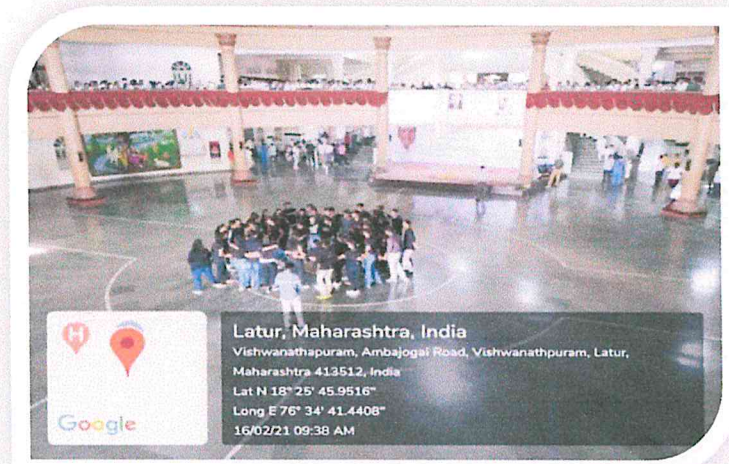 H
Google
Latur, Maharashtra, India
Vishwanathapuram, Ambajogai Road, Vishwanathpuram, Latur,
Maharashtra 413512, India
Lat N 18° 25' 45.9516"
Long E 76° 34' 41.4408"
16/02/21 09:38 AM